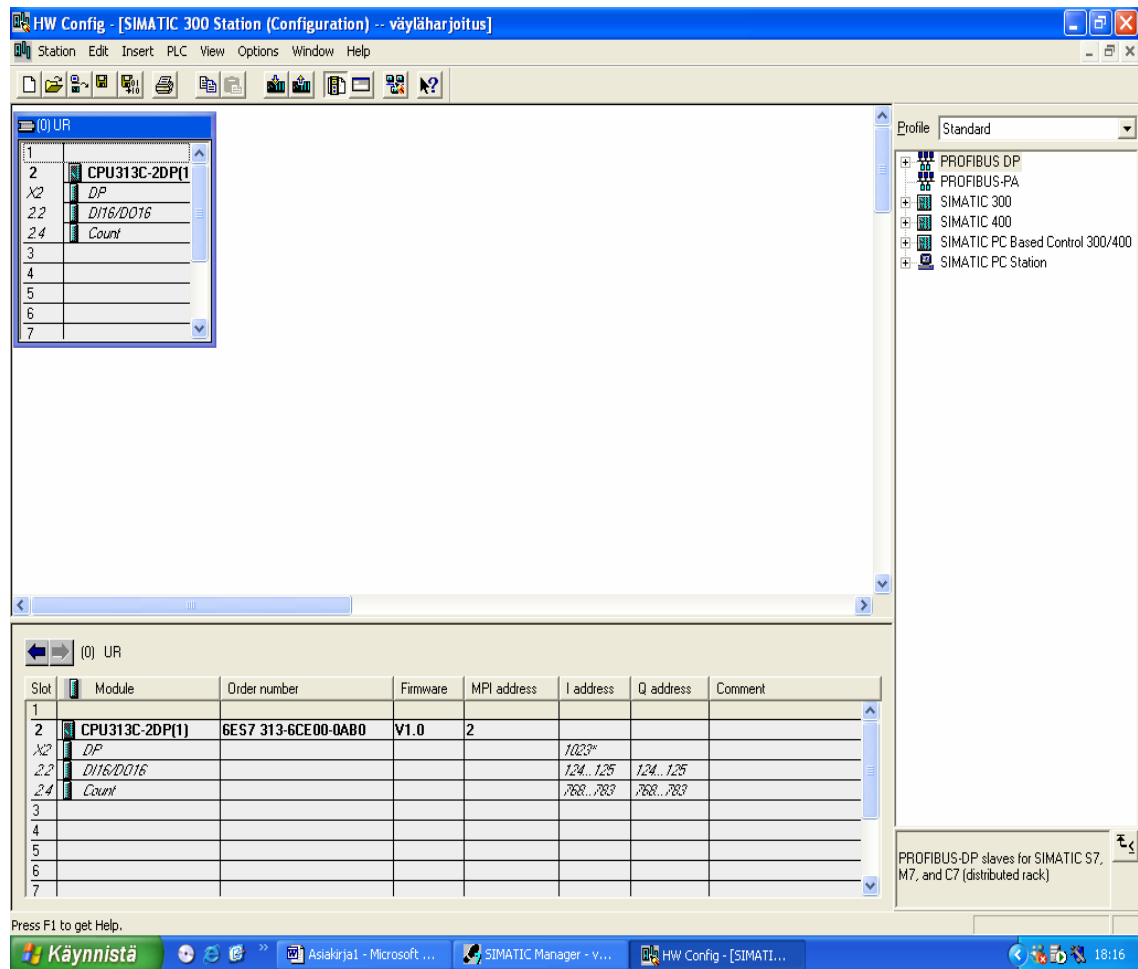 HW Config - [SIMATIC 300 Station (Configuration) -- väyläharjoitus]
Station Edit Insert PLC View Options Window Help
(0) UR
1
2 CPU313C-2DP(1
X2 DP
2.2 DI16/DO16
2.4 Count
3
4
5
6
7
Profile Standard
PROFIBUS DP
PROFIBUS-PA
SIMATIC 300
SIMATIC 400
SIMATIC PC Based Control 300/400
SIMATIC PC Station
(0) UR
Slot Module Order number Firmware MPI address I address Q address Comment
1
2 CPU313C-2DP(1) 6ES7 313-6CE00-0AB0 V1.0 2
X2 DP 1023*
2.2 DI16/DO16 124...125 124...125
2.4 Count 768...783 768...783
3
4
5
6
7
PROFIBUS-DP slaves for SIMATIC S7,
M7, and C7 (distributed rack)
Press F1 to get Help.
Käynnistä Asiakirja1 - Microsoft ... SIMATIC Manager - v... HW Config - [SIMATI... 18:16